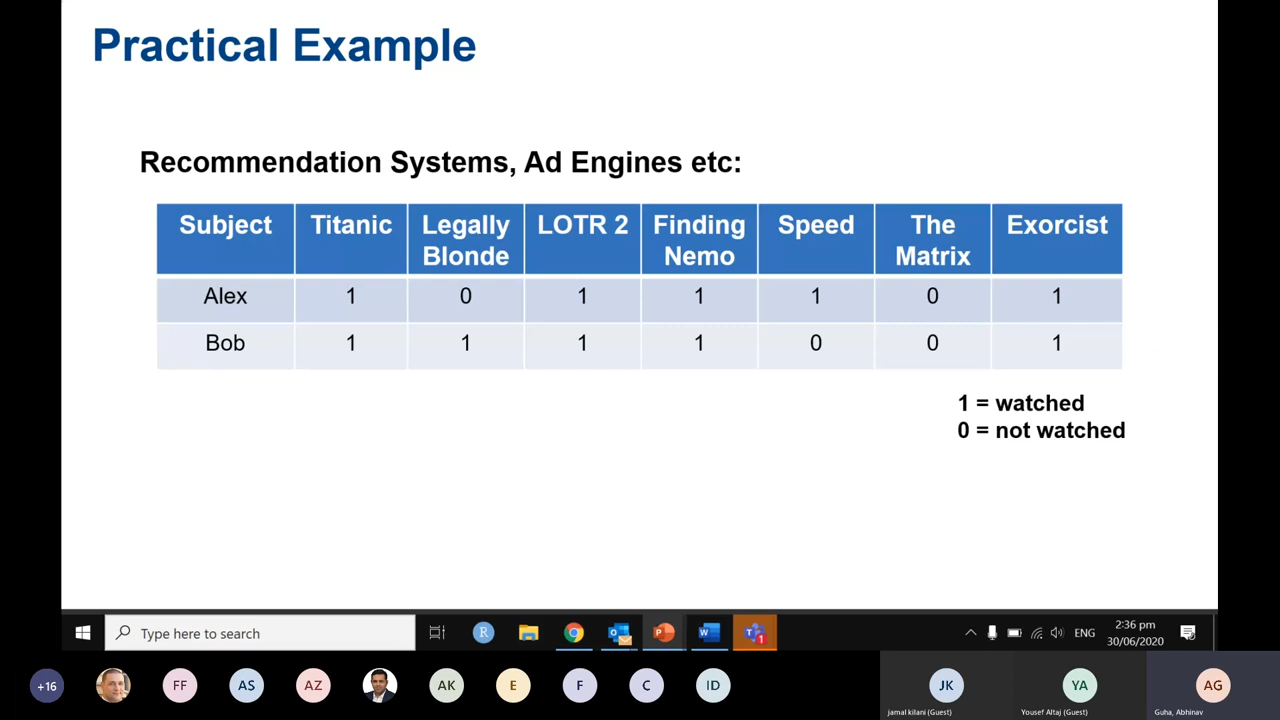 Practical Example
Recommendation Systems, Ad Engines etc:
Subject Titanic Legally Blonde LOTR 2 Finding Nemo Speed The Matrix Exorcist
Alex 1 0 1 1 1 0 1
Bob 1 1 1 1 0 0 1
1 = watched
0 = not watched
Type here to search
R
1
ENG
2:36 pm
30/06/2020
+16 FF AS AZ AK E F C ID JK YA AG
jamal kilani (Guest) Yousef Altaj (Guest) Guha, Abhinav